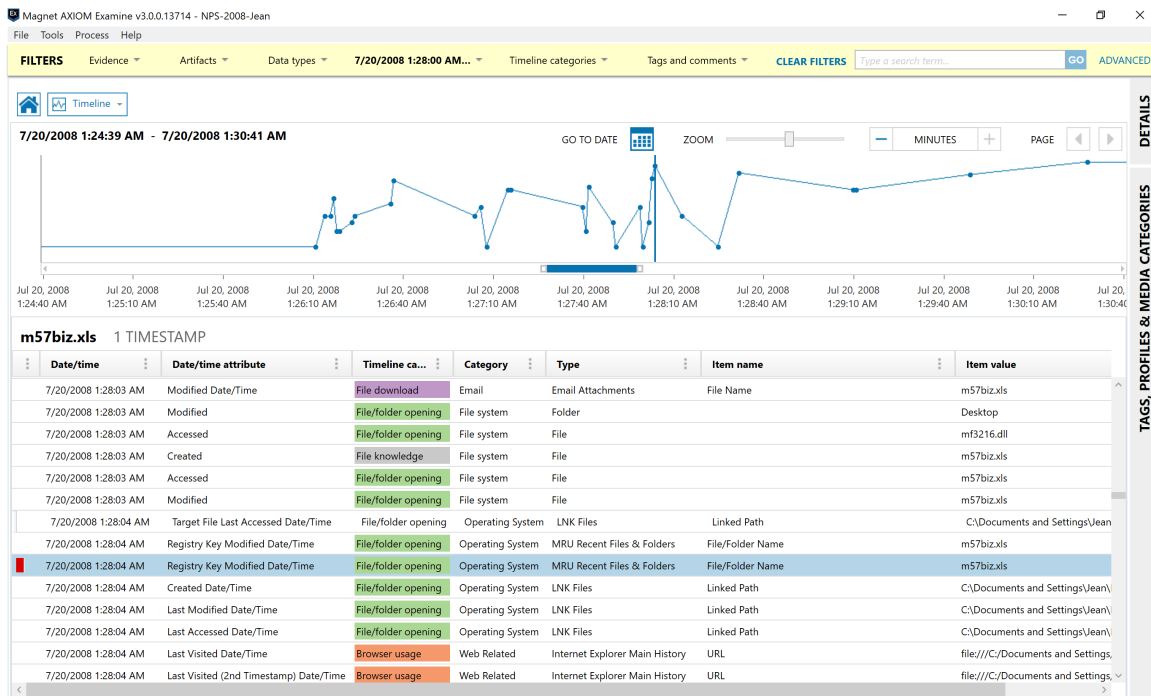 Magnet AXIOM Examine v3.0.0.13714 - NPS-2008-Jean
File Tools Process Help
FILTERS Evidence Artifacts Data types 7/20/2008 1:28:00 AM... Timeline categories Tags and comments CLEAR FILTERS Type a search term... GO ADVANCED
Timeline
7/20/2008 1:24:39 AM - 7/20/2008 1:30:41 AM GO TO DATE ZOOM MINUTES PAGE
Jul 20, 2008 Jul 20, 2008 Jul 20, 2008 Jul 20, 2008 Jul 20, 2008 Jul 20, 2008 Jul 20, 2008 Jul 20, 2008 Jul 20, 2008 Jul 20, 2008 Jul 20, 2008 Jul 20, 2008 Jul 20,
1:24:40 AM 1:25:10 AM 1:25:40 AM 1:26:10 AM 1:26:40 AM 1:27:10 AM 1:27:40 AM 1:28:10 AM 1:28:40 AM 1:29:10 AM 1:29:40 AM 1:30:10 AM 1:30:40
m57biz.xls 1 TIMESTAMP
Date/time Date/time attribute Timeline ca... Category Type Item name Item value
7/20/2008 1:28:03 AM Modified Date/Time File download Email Email Attachments File Name m57biz.xls
7/20/2008 1:28:03 AM Modified File/folder opening File system Folder Desktop
7/20/2008 1:28:03 AM Accessed File/folder opening File system File mf3216.dll
7/20/2008 1:28:03 AM Created File knowledge File system File m57biz.xls
7/20/2008 1:28:03 AM Accessed File/folder opening File system File m57biz.xls
7/20/2008 1:28:03 AM Modified File/folder opening File system File m57biz.xls
7/20/2008 1:28:04 AM Target File Last Accessed Date/Time File/folder opening Operating System LNK Files Linked Path C:\Documents and Settings\Jean
7/20/2008 1:28:04 AM Registry Key Modified Date/Time File/folder opening Operating System MRU Recent Files & Folders File/Folder Name m57biz.xls
7/20/2008 1:28:04 AM Registry Key Modified Date/Time File/folder opening Operating System MRU Recent Files & Folders File/Folder Name m57biz.xls
7/20/2008 1:28:04 AM Created Date/Time File/folder opening Operating System LNK Files Linked Path C:\Documents and Settings\Jean\
7/20/2008 1:28:04 AM Last Modified Date/Time File/folder opening Operating System LNK Files Linked Path C:\Documents and Settings\Jean\
7/20/2008 1:28:04 AM Last Accessed Date/Time File/folder opening Operating System LNK Files Linked Path C:\Documents and Settings\Jean\
7/20/2008 1:28:04 AM Last Visited Date/Time Browser usage Web Related Internet Explorer Main History URL file:///C:/Documents and Settings,
7/20/2008 1:28:04 AM Last Visited (2nd Timestamp) Date/Time Browser usage Web Related Internet Explorer Main History URL file:///C:/Documents and Settings,
DETAILS
TAGS, PROFILES & MEDIA CATEGORIES